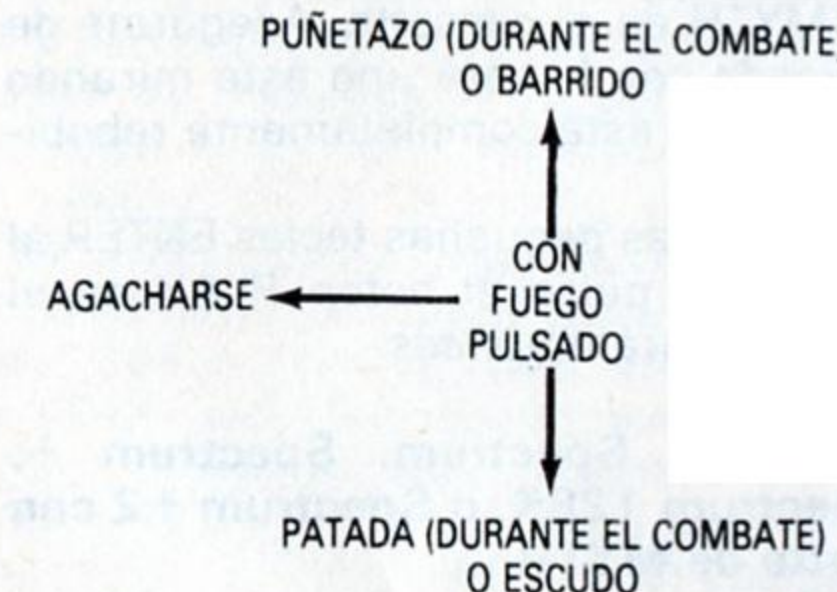 PUÑETAZO (DURANTE EL COMBATE
O BARRIDO
CON
AGACHARSE FUEGO
PULSADO
PATADA (DURANTE EL COMBATE)
O ESCUDO